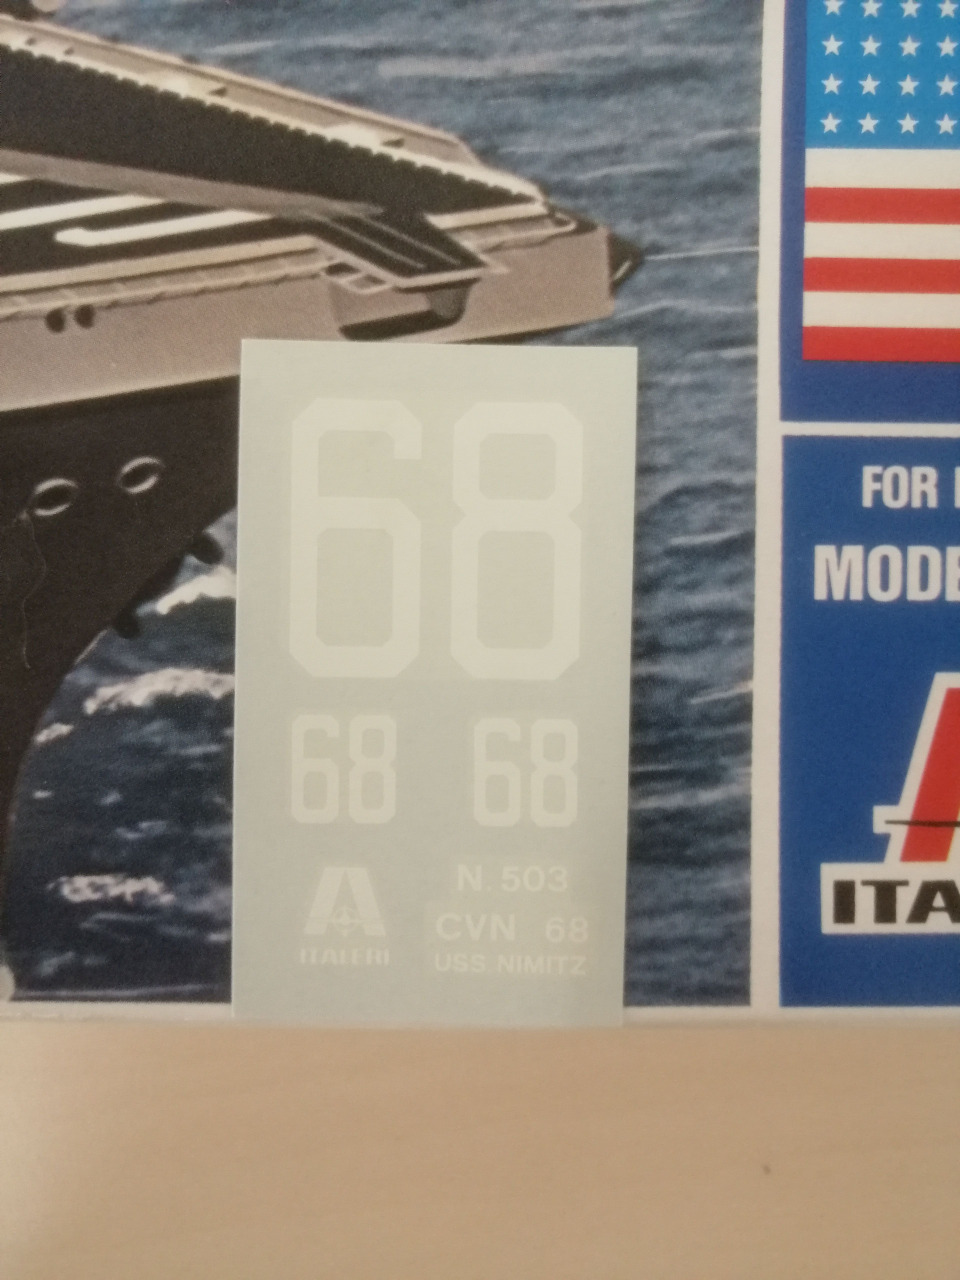 68
68 68
N. 503
CVN 68
ITALERI
USS NIMITZ
FOR
MODE
ITA